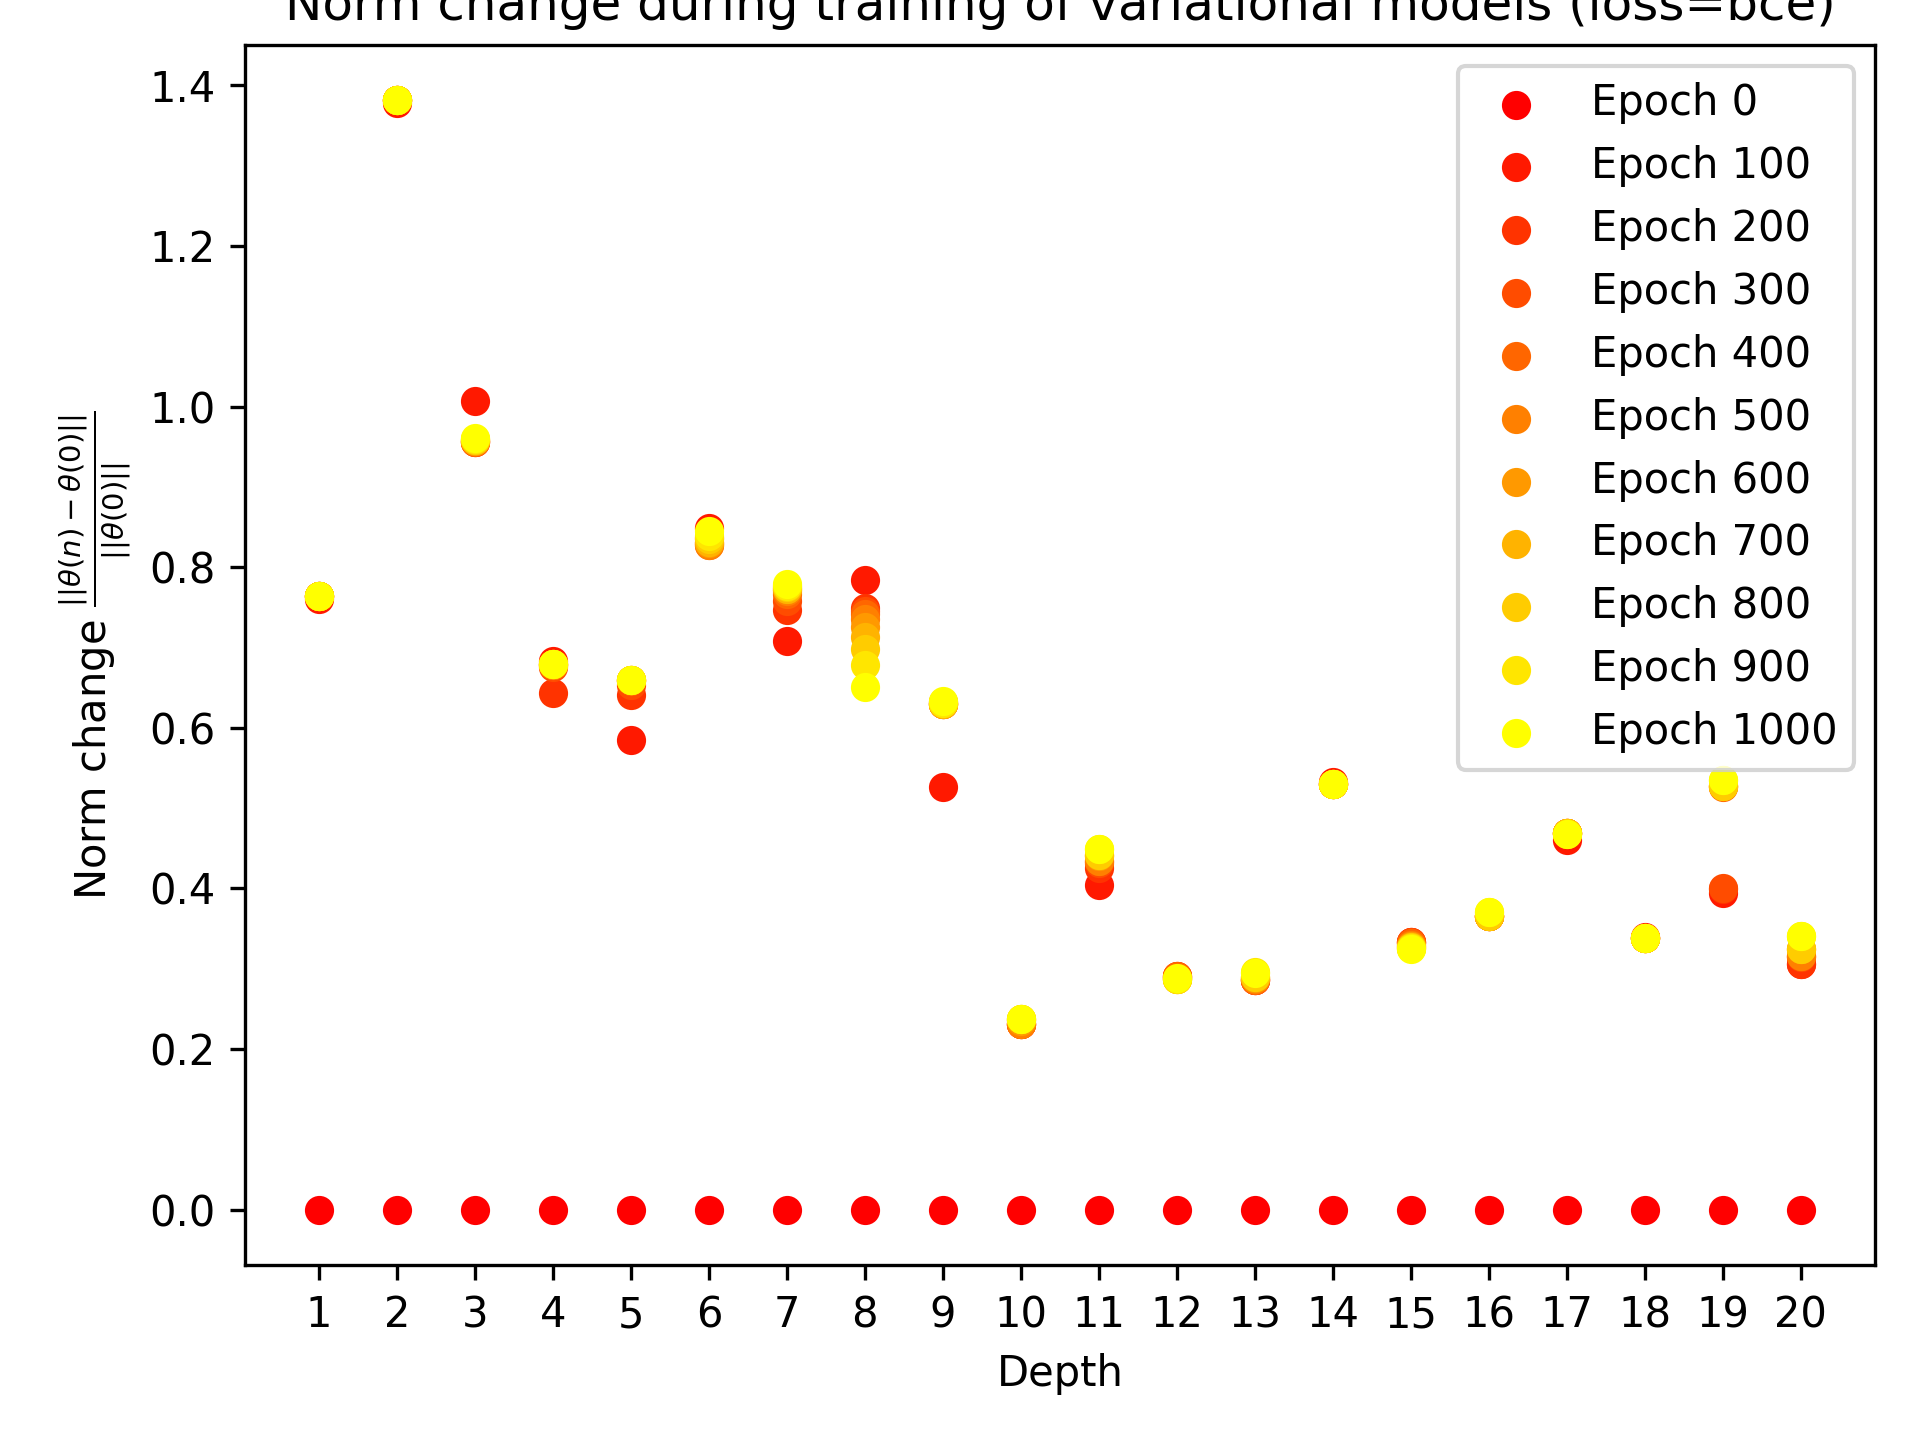 Norm change during training of variational models (loss=bce)
1.4
1.2
1.0
0.8
0.6
0.4
0.2
0.0
Norm change ||θ(n) − θ(0)|| / ||θ(0)||
Epoch 0
Epoch 100
Epoch 200
Epoch 300
Epoch 400
Epoch 500
Epoch 600
Epoch 700
Epoch 800
Epoch 900
Epoch 1000
1 2 3 4 5 6 7 8 9 10 11 12 13 14 15 16 17 18 19 20
Depth